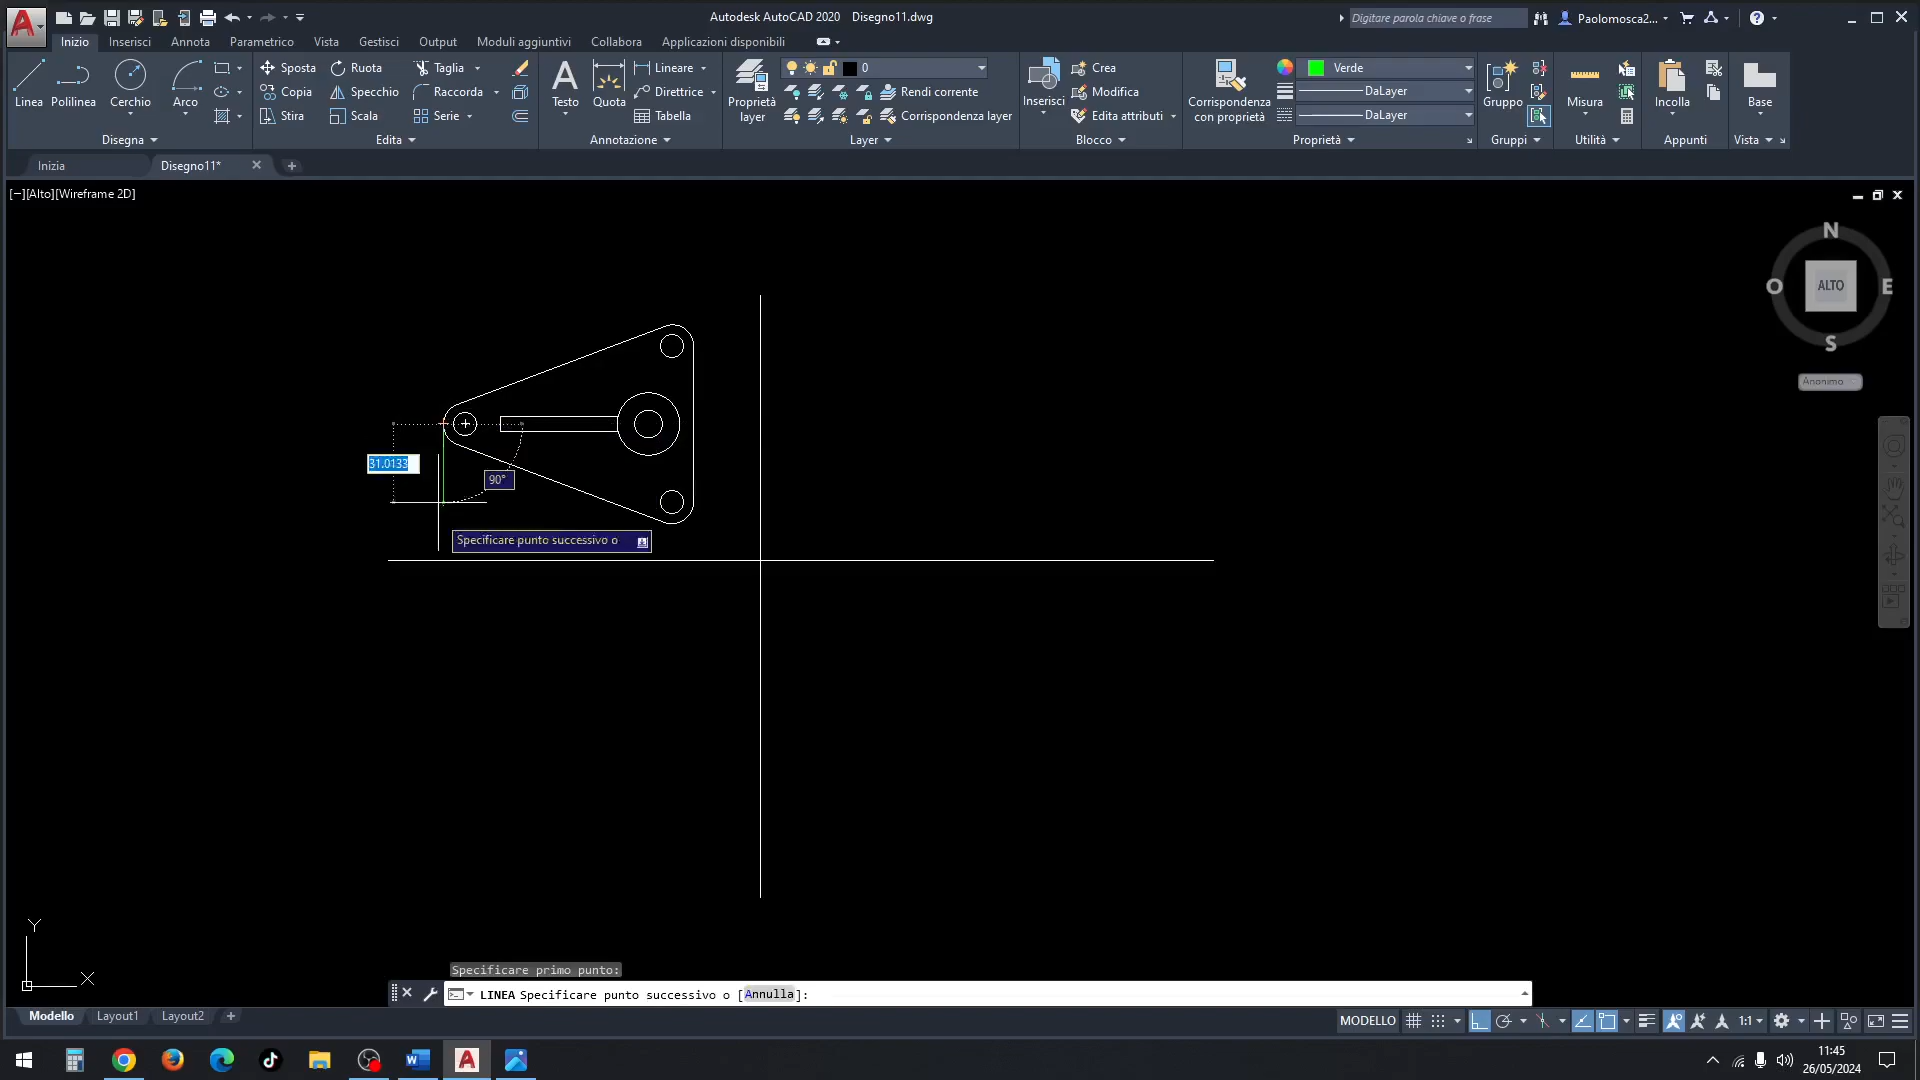 Autodesk AutoCAD 2020 Disegno11.dwg
Digitare parola chiave o frase
Paolomosca2...
Inizio Inserisci Annota Parametrico Vista Gestisci Output Moduli aggiuntivi Collabora Applicazioni disponibili
Linea Polilinea Cerchio Arco
Sposta Ruota Taglia
Copia Specchio Raccorda
Stira Scala Serie
Testo Quota
Lineare
Direttrice
Tabella
Proprietà
layer
0
Rendi corrente
Corrispondenza layer
Inserisci
Crea
Modifica
Edita attributi
Corrispondenza
con proprietà
Verde
DaLayer
DaLayer
Gruppo
Misura
Incolla
Base
Disegna Edita Annotazione Layer Blocco Proprietà Gruppi Utilità Appunti Vista
Inizia Disegno11*
[−][Alto][Wireframe 2D]
N
O ALTO E
S
Anonimo
31.0133
90°
Specificare punto successivo o
Y
X
Specificare primo punto:
LINEA Specificare punto successivo o [Annulla]:
Modello Layout1 Layout2
MODELLO 1:1
11:45
26/05/2024